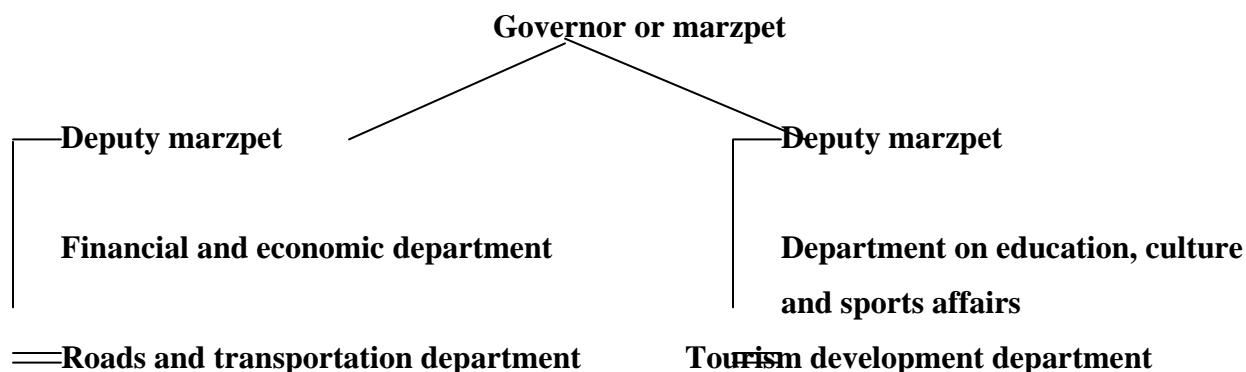 Governor or marzpet
Deputy marzpet
Deputy marzpet
Financial and economic department
Department on education, culture
and sports affairs
Roads and transportation department
Tourism development department